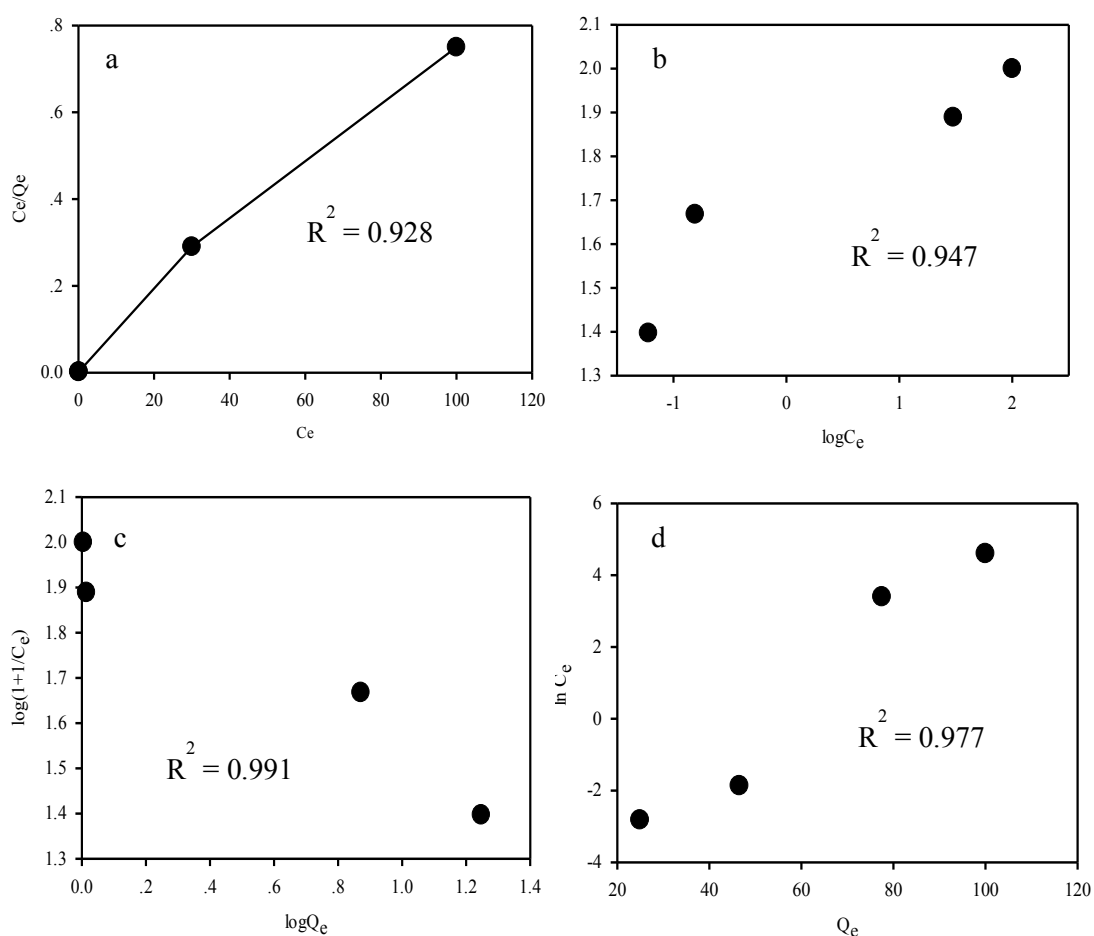 a
.8
.6
.4
.2
0.0
Ce/Qe
R² = 0.928
0 20 40 60 80 100 120
Ce
b
2.1
2.0
1.9
1.8
1.7
1.6
1.5
1.4
1.3
R² = 0.947
-1 0 1 2
logCe
c
2.1
2.0
1.9
1.8
1.7
1.6
1.5
1.4
1.3
log(1+1/Ce)
R² = 0.991
0.0 .2 .4 .6 .8 1.0 1.2 1.4
logQe
d
6
4
2
0
-2
-4
ln Ce
R² = 0.977
20 40 60 80 100 120
Qe